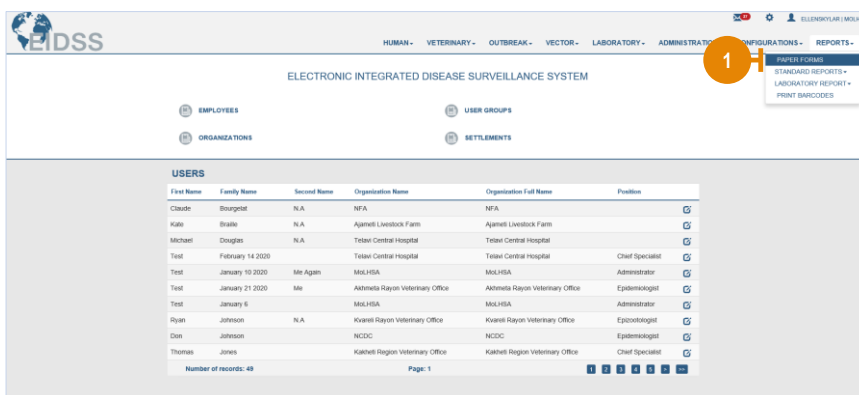 37
ELLENSKYLAR | MOLH
EIDSS
HUMAN VETERINARY OUTBREAK VECTOR LABORATORY ADMINISTRATIO ONFIGURATIONS REPORTS
1
PAPER FORMS
STANDARD REPORTS
LABORATORY REPORT
PRINT BARCODES
ELECTRONIC INTEGRATED DISEASE SURVEILLANCE SYSTEM
EMPLOYEES USER GROUPS
ORGANIZATIONS SETTLEMENTS
USERS
First Name Family Name Second Name Organization Name Organization Full Name Position
Claude Bourgelat N.A NFA NFA
Kate Braille N.A Ajameti Livestock Farm Ajameti Livestock Farm
Michael Douglas N.A Telavi Central Hospital Telavi Central Hospital
Test February 14 2020 Telavi Central Hospital Telavi Central Hospital Chief Specialist
Test January 10 2020 Me Again MoLHSA MoLHSA Administrator
Test January 21 2020 Me Akhmeta Rayon Veterinary Office Akhmeta Rayon Veterinary Office Epidemiologist
Test January 6 MoLHSA MoLHSA Administrator
Ryan Johnson N.A Kvareli Rayon Veterinary Office Kvareli Rayon Veterinary Office Epizootologist
Don Johnson NCDC NCDC Epidemiologist
Thomas Jones Kakheti Region Veterinary Office Kakheti Region Veterinary Office Chief Specialist
Number of records: 49 Page: 1 1 2 3 4 5 > >>